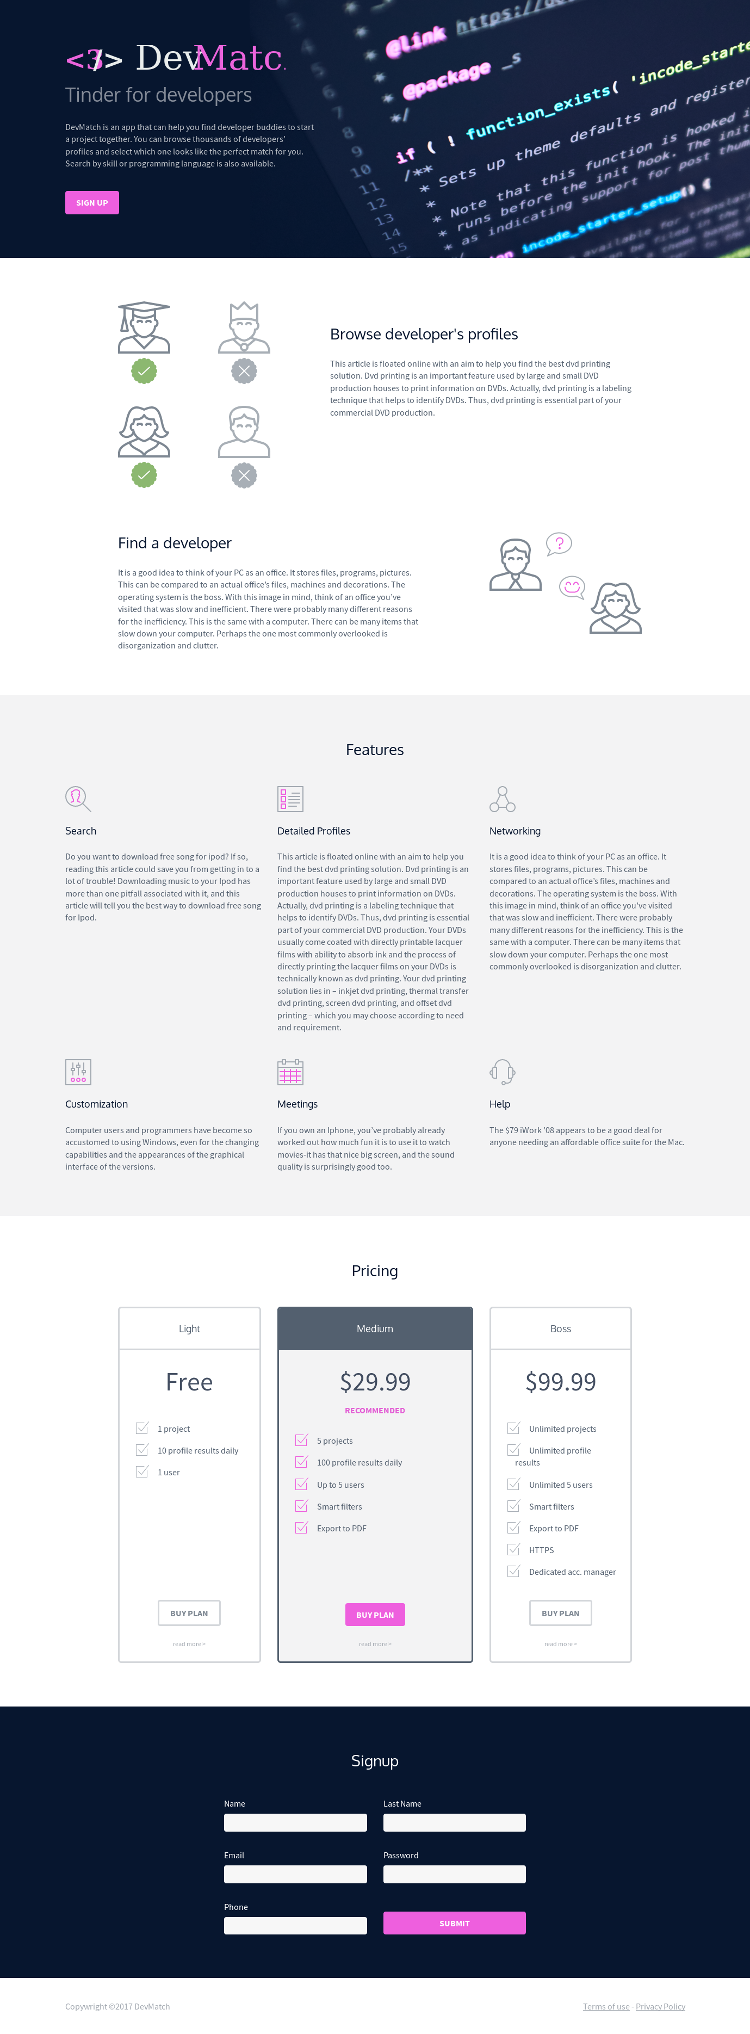 <3/> DevMatc
Tinder for developers
DevMatch is an app that can help you find developer buddies to start
a project together. You can browse thousands of developers'
profiles and select which one looks like the perfect match for you.
Search by skill or programming language is also available.
SIGN UP
* @link https://
* @package _s
*/
if ( ! function_exists( 'incode_starte
/**
* Sets up theme defaults and register
*
* Note that this function is hooked
* runs before the init hook. The init
* as indicating support for post thum
*/
incode_starter_setup() {
7
8
9
10
11
12
13
14
15
Browse developer's profiles
This article is floated online with an aim to help you find the best dvd printing
solution. Dvd printing is an important feature used by large and small DVD
production houses to print information on DVDs. Actually, dvd printing is a labeling
technique that helps to identify DVDs. Thus, dvd printing is essential part of your
commercial DVD production.
Find a developer
It is a good idea to think of your PC as an office. It stores files, programs, pictures.
This can be compared to an actual office's files, machines and decorations. The
operating system is the boss. With this image in mind, think of an office you've
visited that was slow and inefficient. There were probably many different reasons
for the inefficiency. This is the same with a computer. There can be many items that
slow down your computer. Perhaps the one most commonly overlooked is
disorganization and clutter.
?
Features
Search
Do you want to download free song for ipod? If so,
reading this article could save you from getting in to a
lot of trouble! Downloading music to your Ipod has
more than one pitfall associated with it, and this
article will tell you the best way to download free song
for Ipod.
Detailed Profiles
This article is floated online with an aim to help you
find the best dvd printing solution. Dvd printing is an
important feature used by large and small DVD
production houses to print information on DVDs.
Actually, dvd printing is a labeling technique that
helps to identify DVDs. Thus, dvd printing is essential
part of your commercial DVD production. Your DVDs
usually come coated with directly printable lacquer
films with ability to absorb ink and the process of
directly printing the lacquer films on your DVDs is
technically known as dvd printing. Your dvd printing
solution lies in – inkjet dvd printing, thermal transfer
dvd printing, screen dvd printing, and offset dvd
printing – which you may choose according to need
and requirement.
Networking
It is a good idea to think of your PC as an office. It
stores files, programs, pictures. This can be
compared to an actual office's files, machines and
decorations. The operating system is the boss. With
this image in mind, think of an office you've visited
that was slow and inefficient. There were probably
many different reasons for the inefficiency. This is the
same with a computer. There can be many items that
slow down your computer. Perhaps the one most
commonly overlooked is disorganization and clutter.
Customization
Computer users and programmers have become so
accustomed to using Windows, even for the changing
capabilities and the appearances of the graphical
interface of the versions.
Meetings
If you own an Iphone, you've probably already
worked out how much fun it is to use it to watch
movies-it has that nice big screen, and the sound
quality is surprisingly good too.
Help
The $79 iWork '08 appears to be a good deal for
anyone needing an affordable office suite for the Mac.
Pricing
Light
Free
1 project
10 profile results daily
1 user
BUY PLAN
read more »
Medium
$29.99
RECOMMENDED
5 projects
100 profile results daily
Up to 5 users
Smart filters
Export to PDF
BUY PLAN
read more »
Boss
$99.99
Unlimited projects
Unlimited profile
results
Unlimited 5 users
Smart filters
Export to PDF
HTTPS
Dedicated acc. manager
BUY PLAN
read more »
Signup
Name
Last Name
Email
Password
Phone
SUBMIT
Copywright ©2017 DevMatch
Terms of use - Privacy Policy